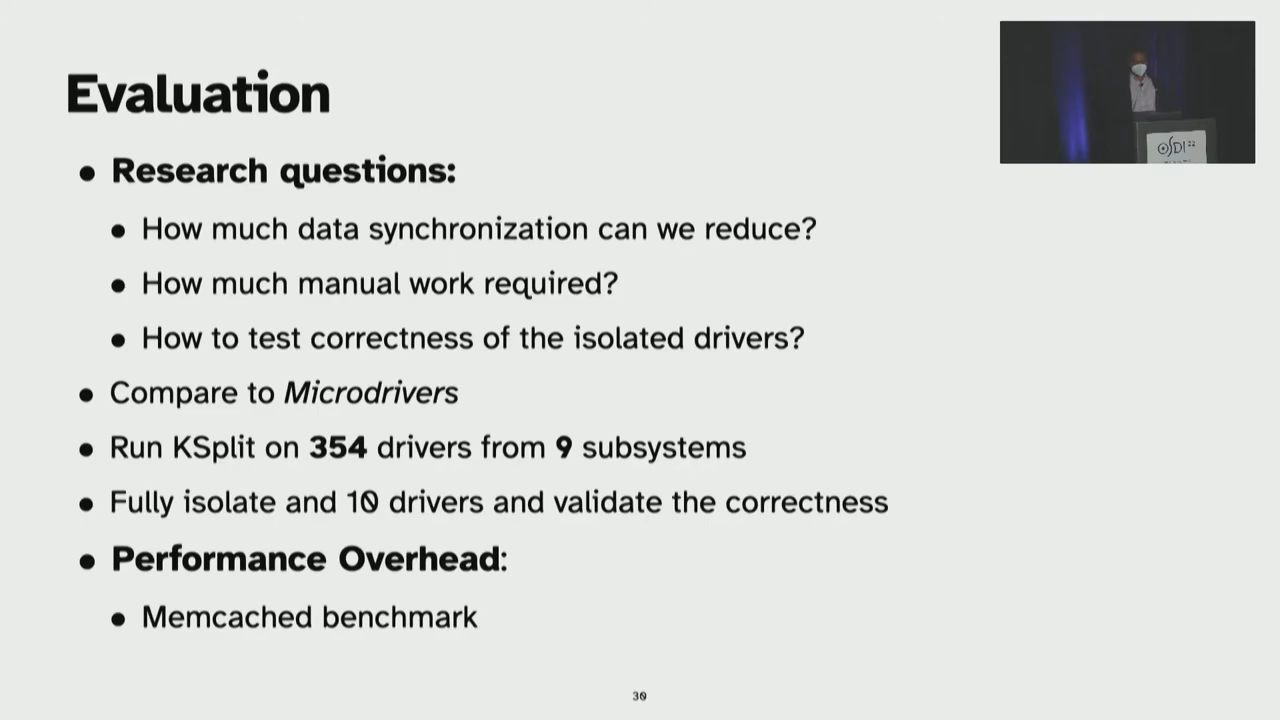 Evaluation
• Research questions:
• How much data synchronization can we reduce?
• How much manual work required?
• How to test correctness of the isolated drivers?
• Compare to Microdrivers
• Run KSplit on 354 drivers from 9 subsystems
• Fully isolate and 10 drivers and validate the correctness
• Performance Overhead:
• Memcached benchmark
30
OSDI 22